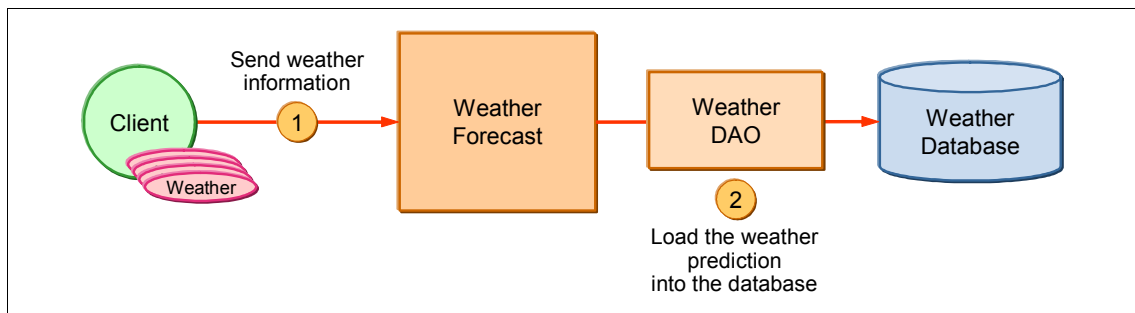 Send weather
information
1
Client
Weather
Weather
Forecast
Weather
DAO
2
Load the weather
prediction
into the database
Weather
Database